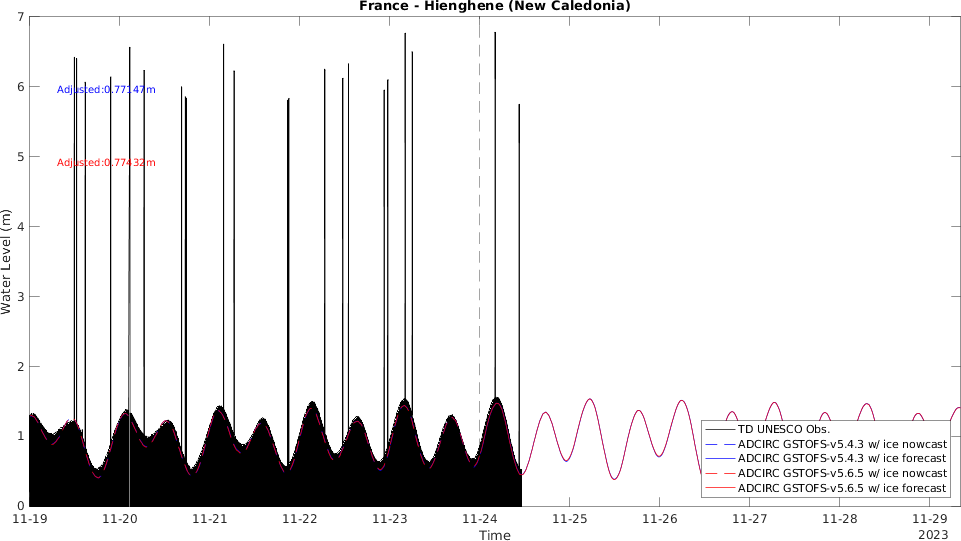 France - Hienghene (New Caledonia)
7
6
5
4
3
2
1
0
Water Level (m)
Adjusted:0.77147m
Adjusted:0.77432m
TD UNESCO Obs.
ADCIRC GSTOFS-v5.4.3 w/ ice nowcast
ADCIRC GSTOFS-v5.4.3 w/ ice forecast
ADCIRC GSTOFS-v5.6.5 w/ ice nowcast
ADCIRC GSTOFS-v5.6.5 w/ ice forecast
11-19 11-20 11-21 11-22 11-23 11-24 11-25 11-26 11-27 11-28 11-29
Time
2023